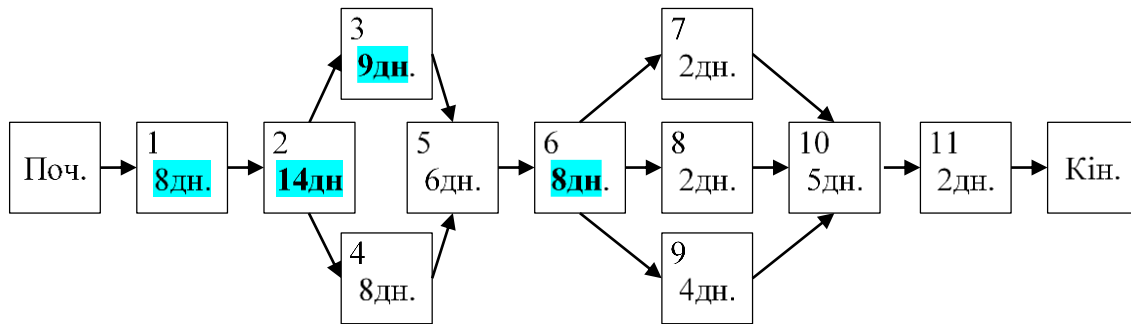 Поч.
1
8дн.
2
14дн
3
9дн.
4
8дн.
5
6дн.
6
8дн.
7
2дн.
8
2дн.
9
4дн.
10
5дн.
11
2дн.
Кін.